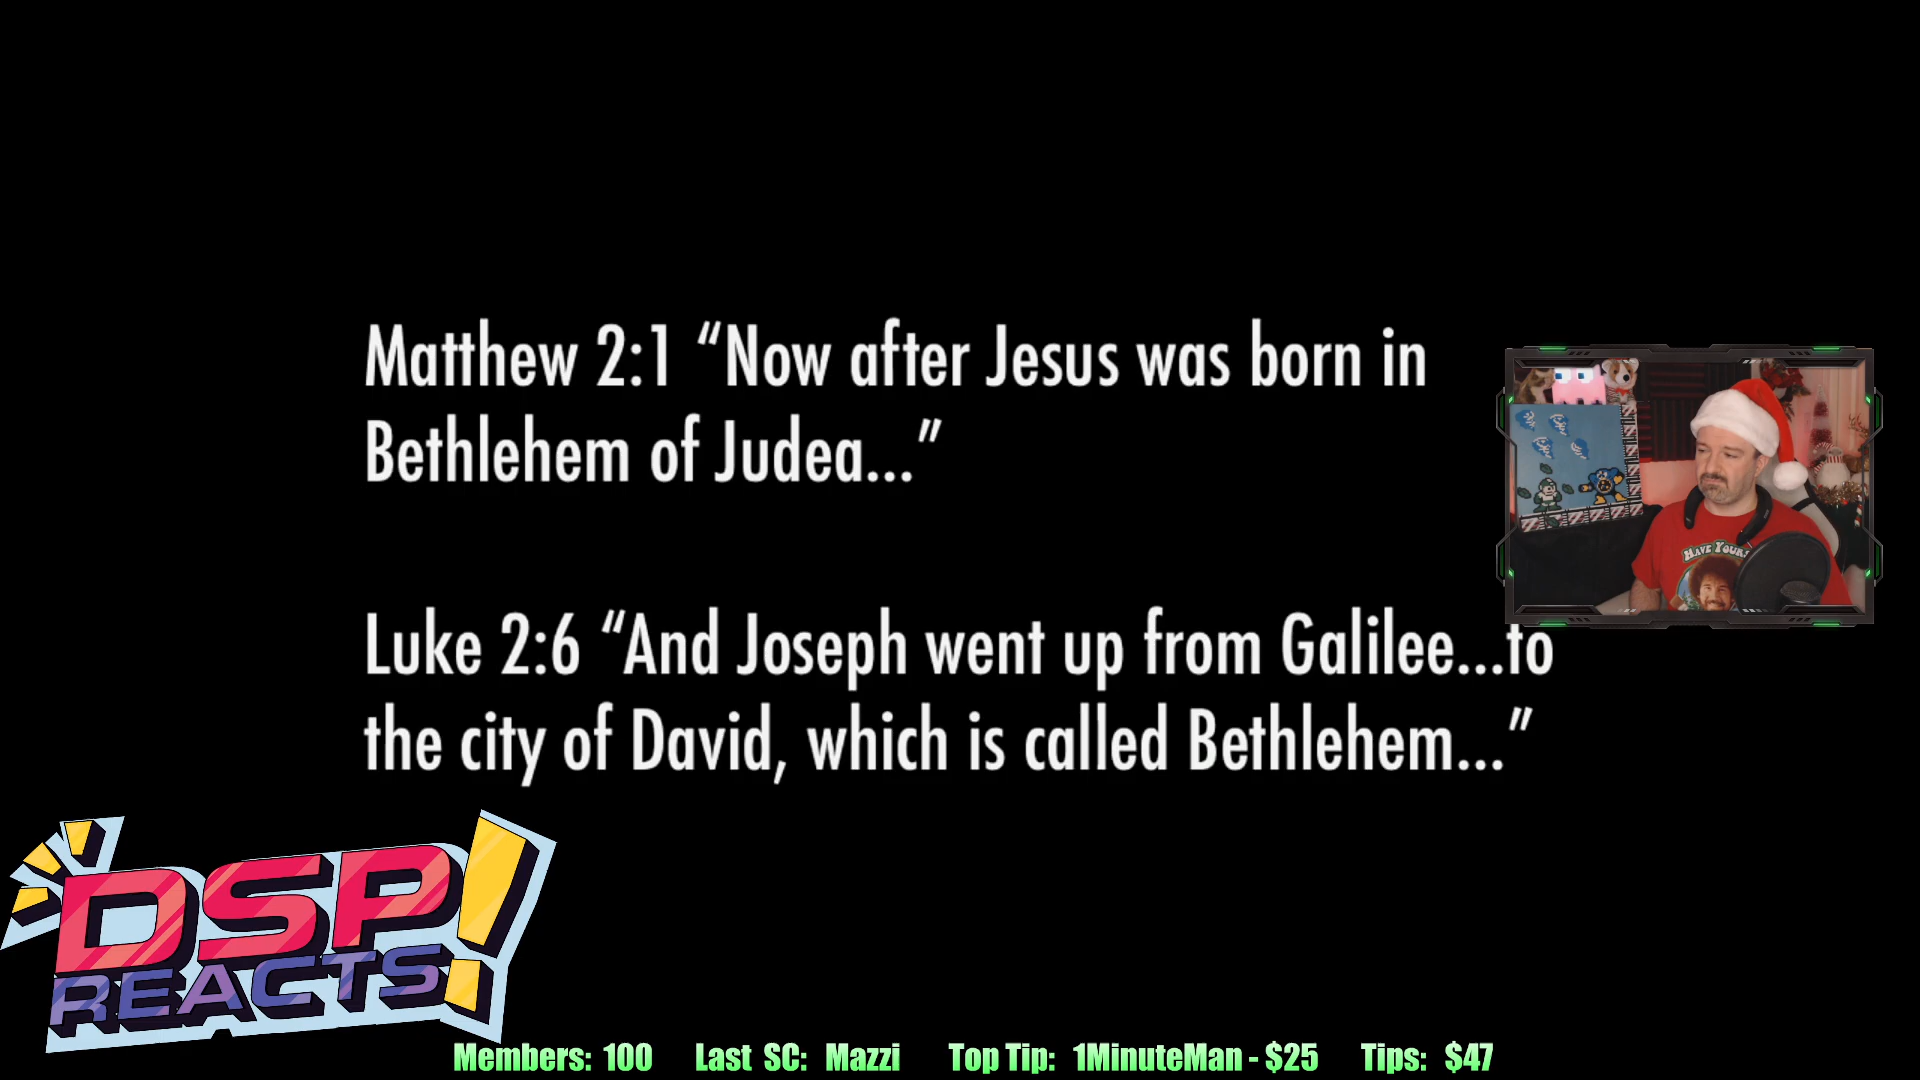 Matthew 2:1 “Now after Jesus was born in
Bethlehem of Judea...”
HAVE YOUR
Luke 2:6 “And Joseph went up from Galilee...to
the city of David, which is called Bethlehem...”
DSP!
REACTS
Members: 100 Last SC: Mazzi Top Tip: 1MinuteMan - $25 Tips: $47